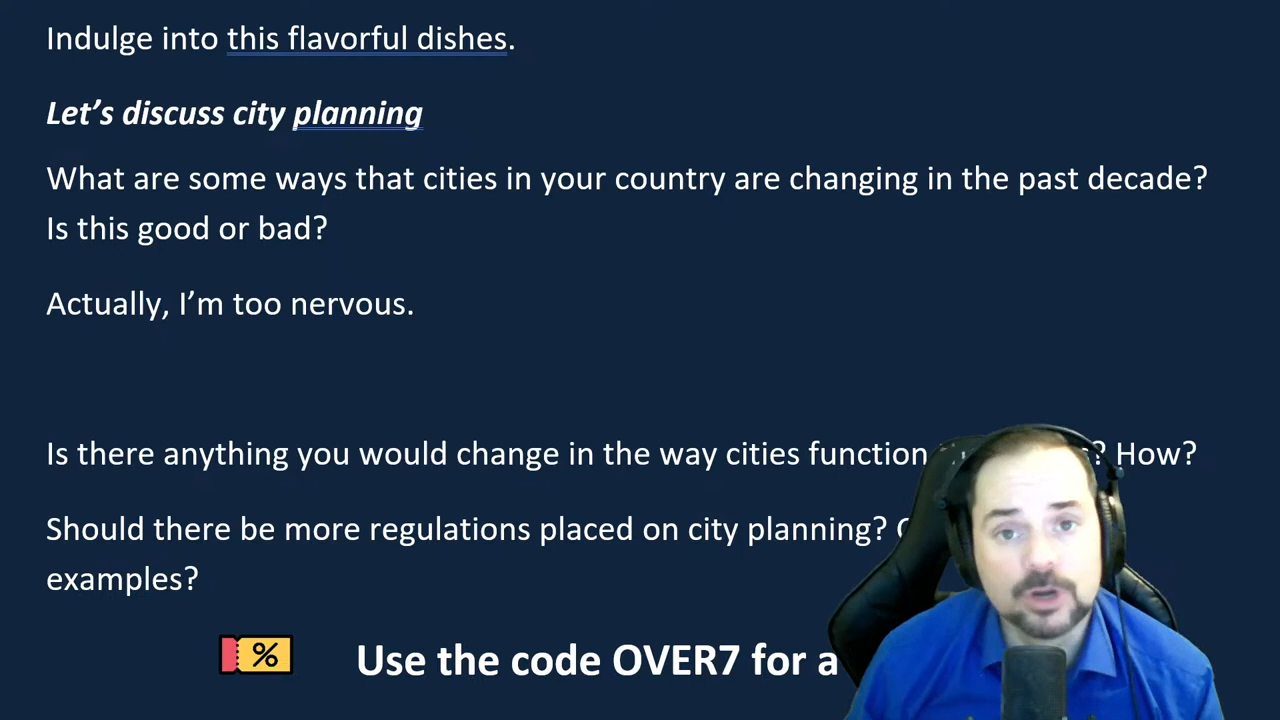 Indulge into this flavorful dishes.
Let's discuss city planning
What are some ways that cities in your country are changing in the past decade?
Is this good or bad?
Actually, I'm too nervous.
Is there anything you would change in the way cities function ? How?
Should there be more regulations placed on city planning?
examples?
%
Use the code OVER7 for a